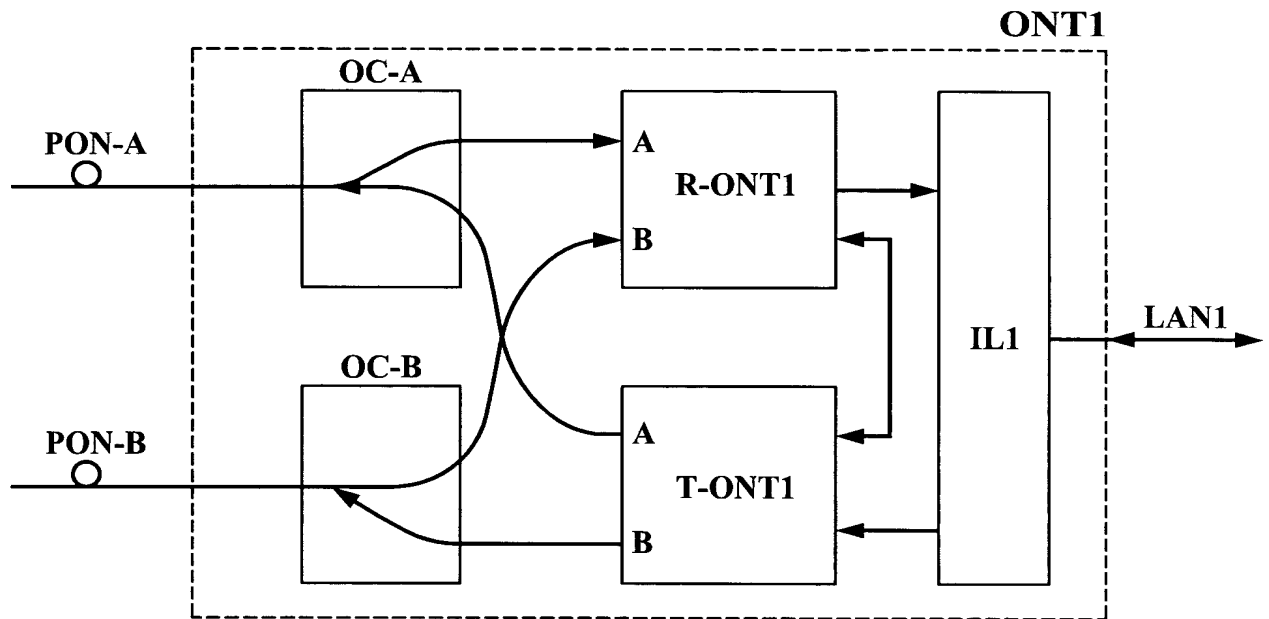 ONT1
OC-A
PON-A
A
R-ONT1
B
IL1
LAN1
OC-B
PON-B
A
T-ONT1
B